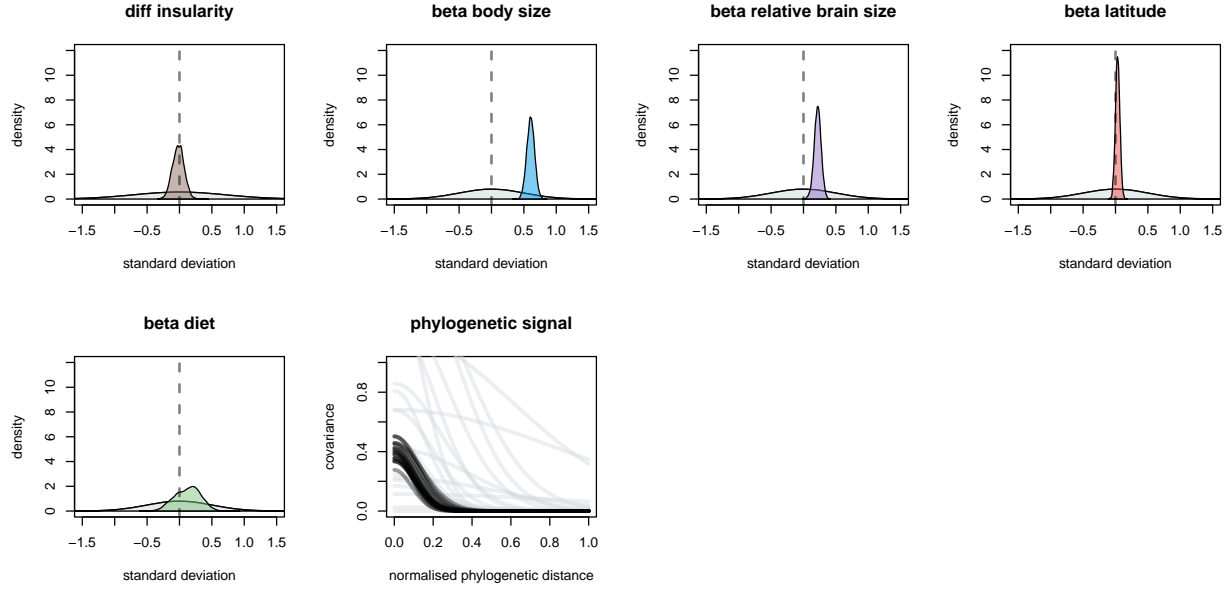 diff insularity
beta body size
beta relative brain size
beta latitude
density
0 2 4 6 8 10
−1.5 −0.5 0.5 1.0 1.5
standard deviation
density
0 2 4 6 8 10
−1.5 −0.5 0.5 1.0 1.5
standard deviation
density
0 2 4 6 8 10
−1.5 −0.5 0.5 1.0 1.5
standard deviation
density
0 2 4 6 8 10
−1.5 −0.5 0.5 1.0 1.5
standard deviation
beta diet
phylogenetic signal
density
0 2 4 6 8 10
−1.5 −0.5 0.5 1.0 1.5
standard deviation
covariance
0.0 0.4 0.8
0.0 0.2 0.4 0.6 0.8 1.0
normalised phylogenetic distance